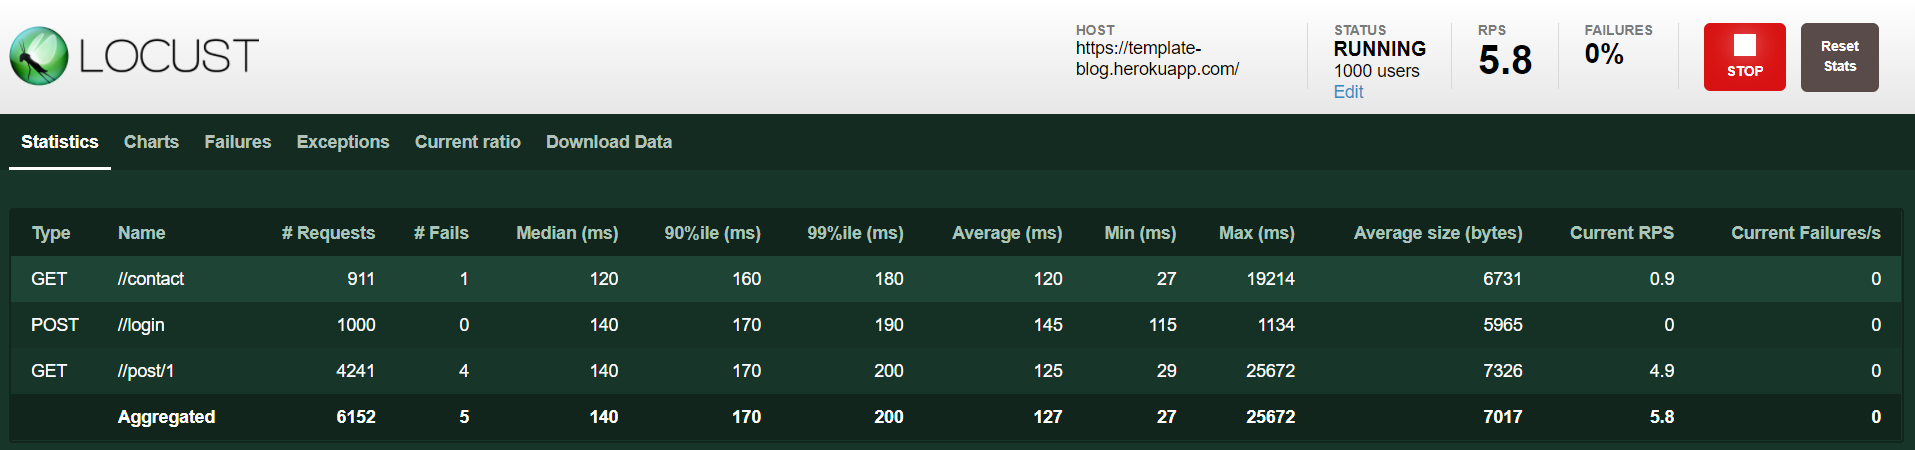 LOCUST
HOST
https://template-
blog.herokuapp.com/
STATUS
RUNNING
1000 users
Edit
RPS
5.8
FAILURES
0%
STOP
Reset
Stats
Statistics Charts Failures Exceptions Current ratio Download Data
Type Name # Requests # Fails Median (ms) 90%ile (ms) 99%ile (ms) Average (ms) Min (ms) Max (ms) Average size (bytes) Current RPS Current Failures/s
GET //contact 911 1 120 160 180 120 27 19214 6731 0.9 0
POST //login 1000 0 140 170 190 145 115 1134 5965 0 0
GET //post/1 4241 4 140 170 200 125 29 25672 7326 4.9 0
Aggregated 6152 5 140 170 200 127 27 25672 7017 5.8 0